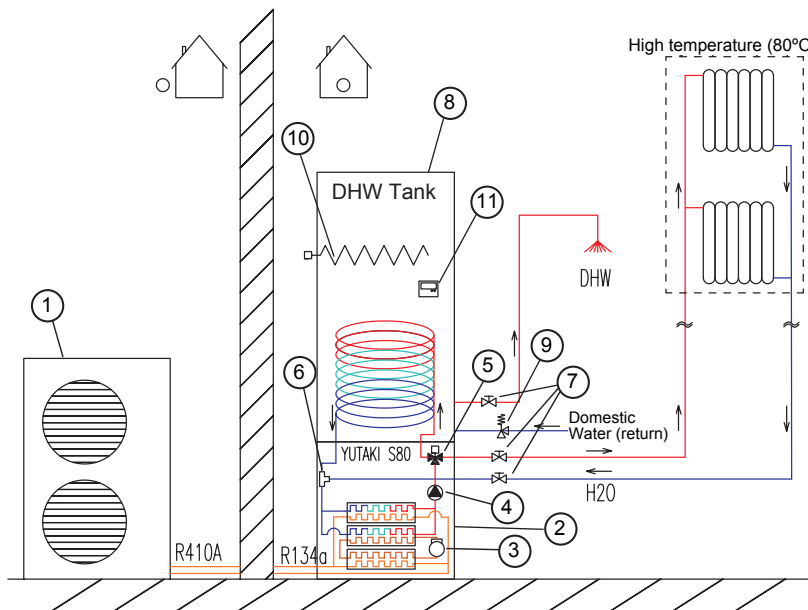 High temperature (80ºC
8
10
DHW Tank
11
DHW
1
6
5
9
7
Domestic
Water (return)
YUTAKI S80
H2O
4
2
3
R410A
R134a